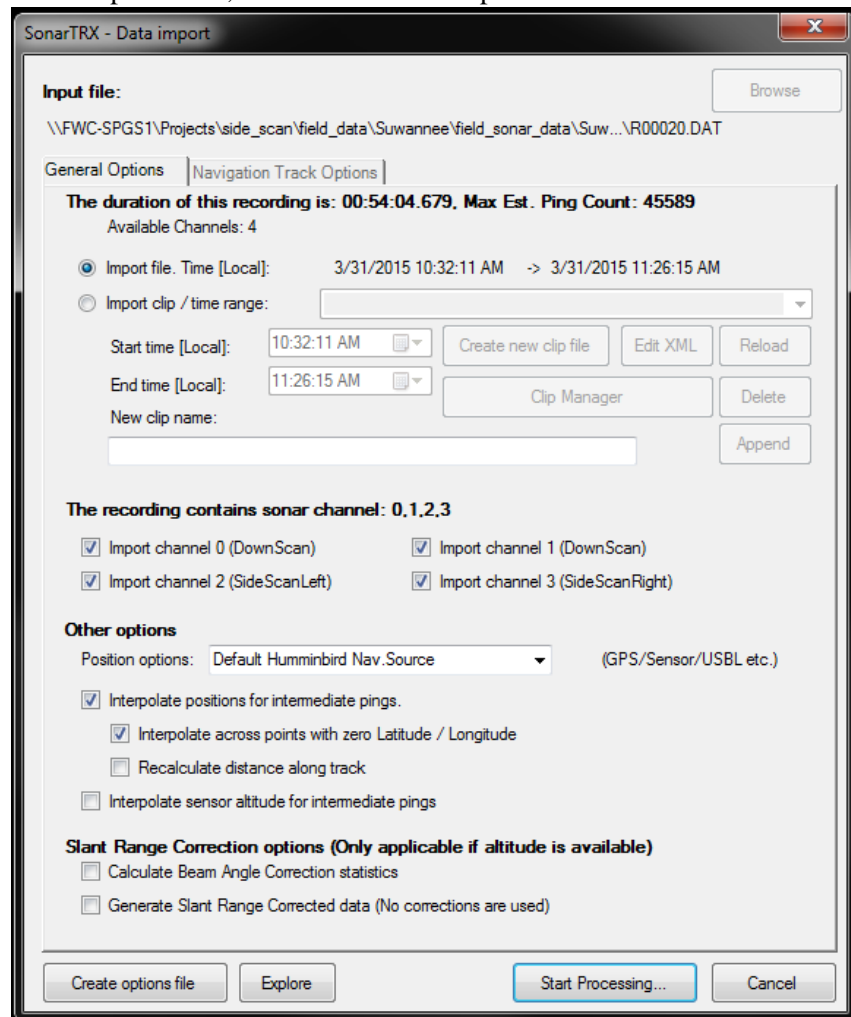 SonarTRX - Data import
Input file:
Browse
\\FWC-SPGS1\Projects\side_scan\field_data\Suwannee\field_sonar_data\Suw...\R00020.DAT
General Options Navigation Track Options
The duration of this recording is: 00:54:04.679, Max Est. Ping Count: 45589
Available Channels: 4
Import file. Time [Local]: 3/31/2015 10:32:11 AM -> 3/31/2015 11:26:15 AM
Import clip / time range:
Start time [Local]: 10:32:11 AM Create new clip file Edit XML Reload
End time [Local]: 11:26:15 AM Clip Manager Delete
New clip name:
Append
The recording contains sonar channel: 0,1,2,3
Import channel 0 (DownScan) Import channel 1 (DownScan)
Import channel 2 (SideScanLeft) Import channel 3 (SideScanRight)
Other options
Position options: Default Humminbird Nav.Source (GPS/Sensor/USBL etc.)
Interpolate positions for intermediate pings.
Interpolate across points with zero Latitude / Longitude
Recalculate distance along track
Interpolate sensor altitude for intermediate pings
Slant Range Correction options (Only applicable if altitude is available)
Calculate Beam Angle Correction statistics
Generate Slant Range Corrected data (No corrections are used)
Create options file Explore Start Processing... Cancel